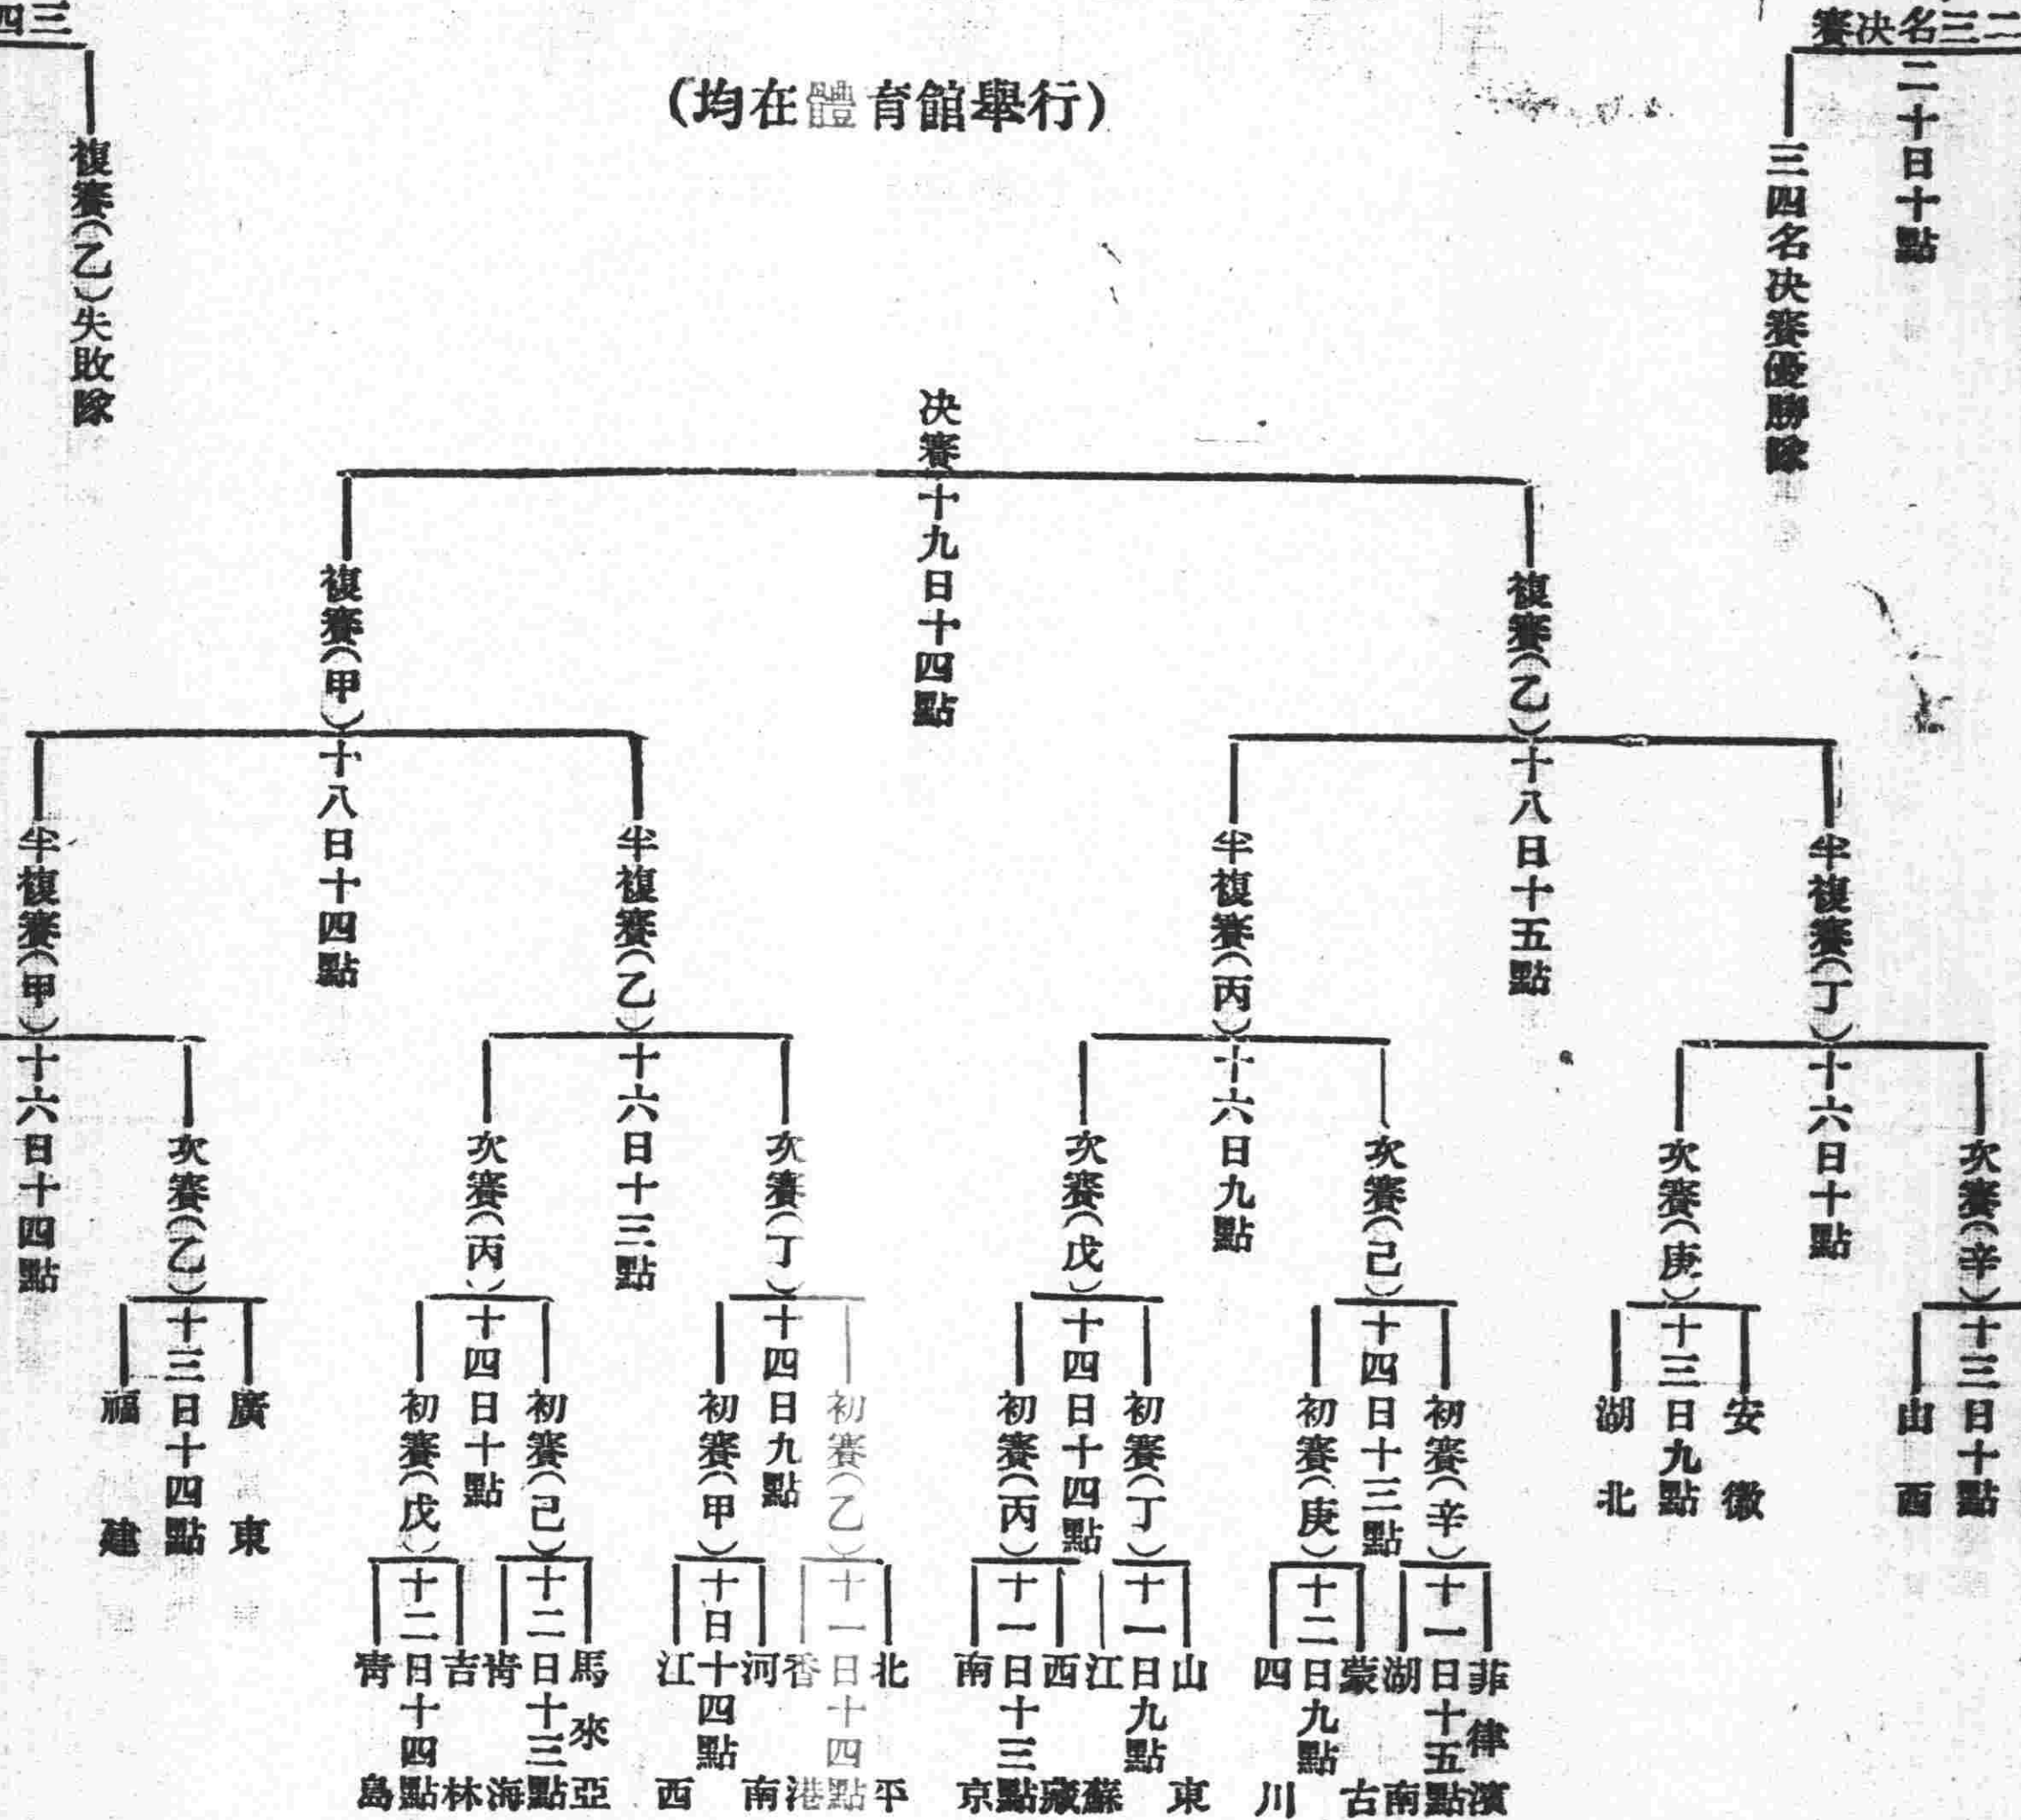 三四
複賽(乙)失敗隊
(均在體育館舉行)
二三名決賽
二十日十點
三四名決賽優勝隊
決賽十九日十四點
複賽(甲)十八日十四點
複賽(乙)十八日十五點
半複賽(甲)十六日十四點
半複賽(乙)十六日十三點
半複賽(丙)十六日九點
半複賽(丁)十六日十點
次賽(乙)十三日十四點
次賽(丙)十四日十點
次賽(丁)十四日九點
次賽(戊)十四日十四點
次賽(己)十四日十三點
次賽(庚)十三日九點
次賽(辛)十三日十點
福建
廣東
初賽(戊)十二日十四點
初賽(己)十二日十三點
初賽(甲)十日十四點
初賽(乙)十一日十四點
初賽(丙)十一日十三點
初賽(丁)十一日九點
初賽(庚)十二日九點
初賽(辛)十一日十五點
湖北
安徽
山西
青島
吉林
青海
馬來亞
江西
河南
香港
北平
南京
西藏
江蘇
山東
四川
蒙古
湖南
菲律濱